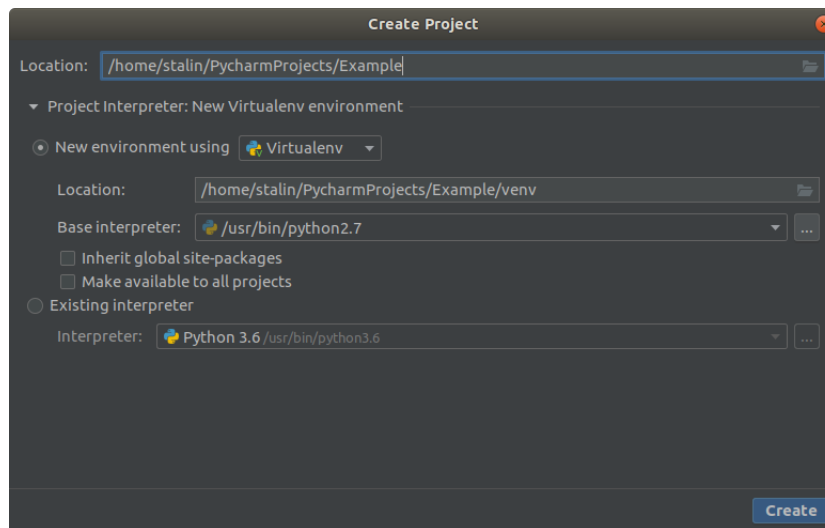 Create Project
Location: /home/stalin/PycharmProjects/Example
Project Interpreter: New Virtualenv environment
New environment using Virtualenv
Location: /home/stalin/PycharmProjects/Example/venv
Base interpreter: /usr/bin/python2.7 ...
Inherit global site-packages
Make available to all projects
Existing interpreter
Interpreter: Python 3.6 /usr/bin/python3.6 ...
Create